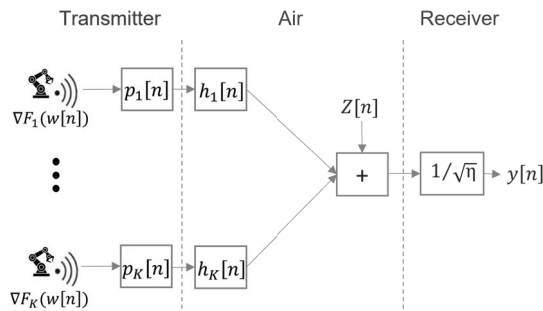 Transmitter Air Receiver
p₁[n] h₁[n] Z[n]
∇F₁(w[n])
+ 1/√η y[n]
p_K[n] h_K[n]
∇F_K(w[n])